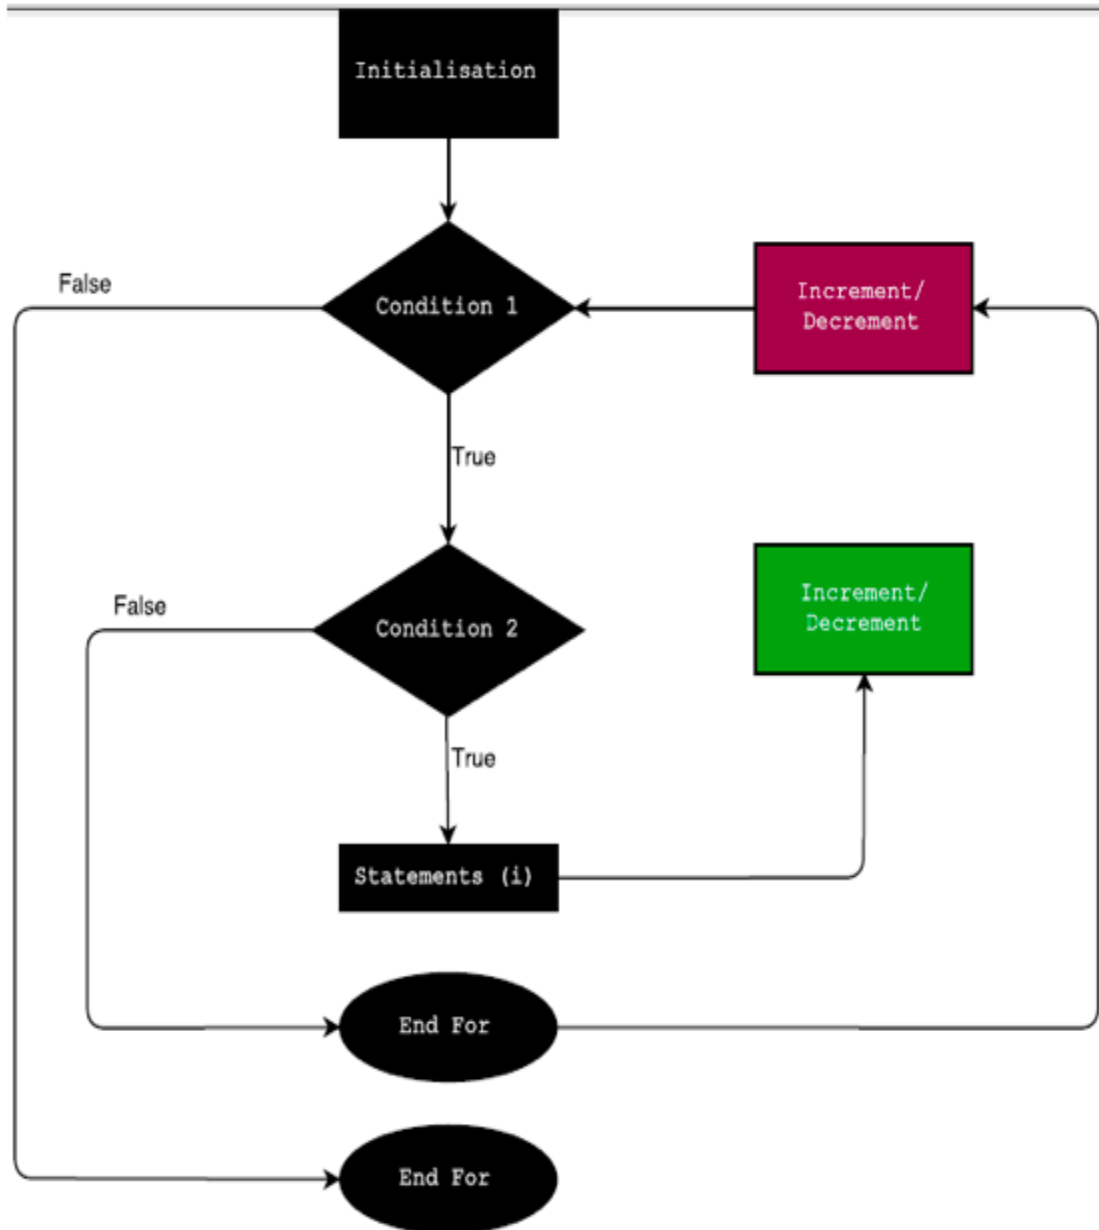 Initialisation
False
Condition 1
Increment/
Decrement
True
False
Condition 2
Increment/
Decrement
True
Statements (i)
End For
End For